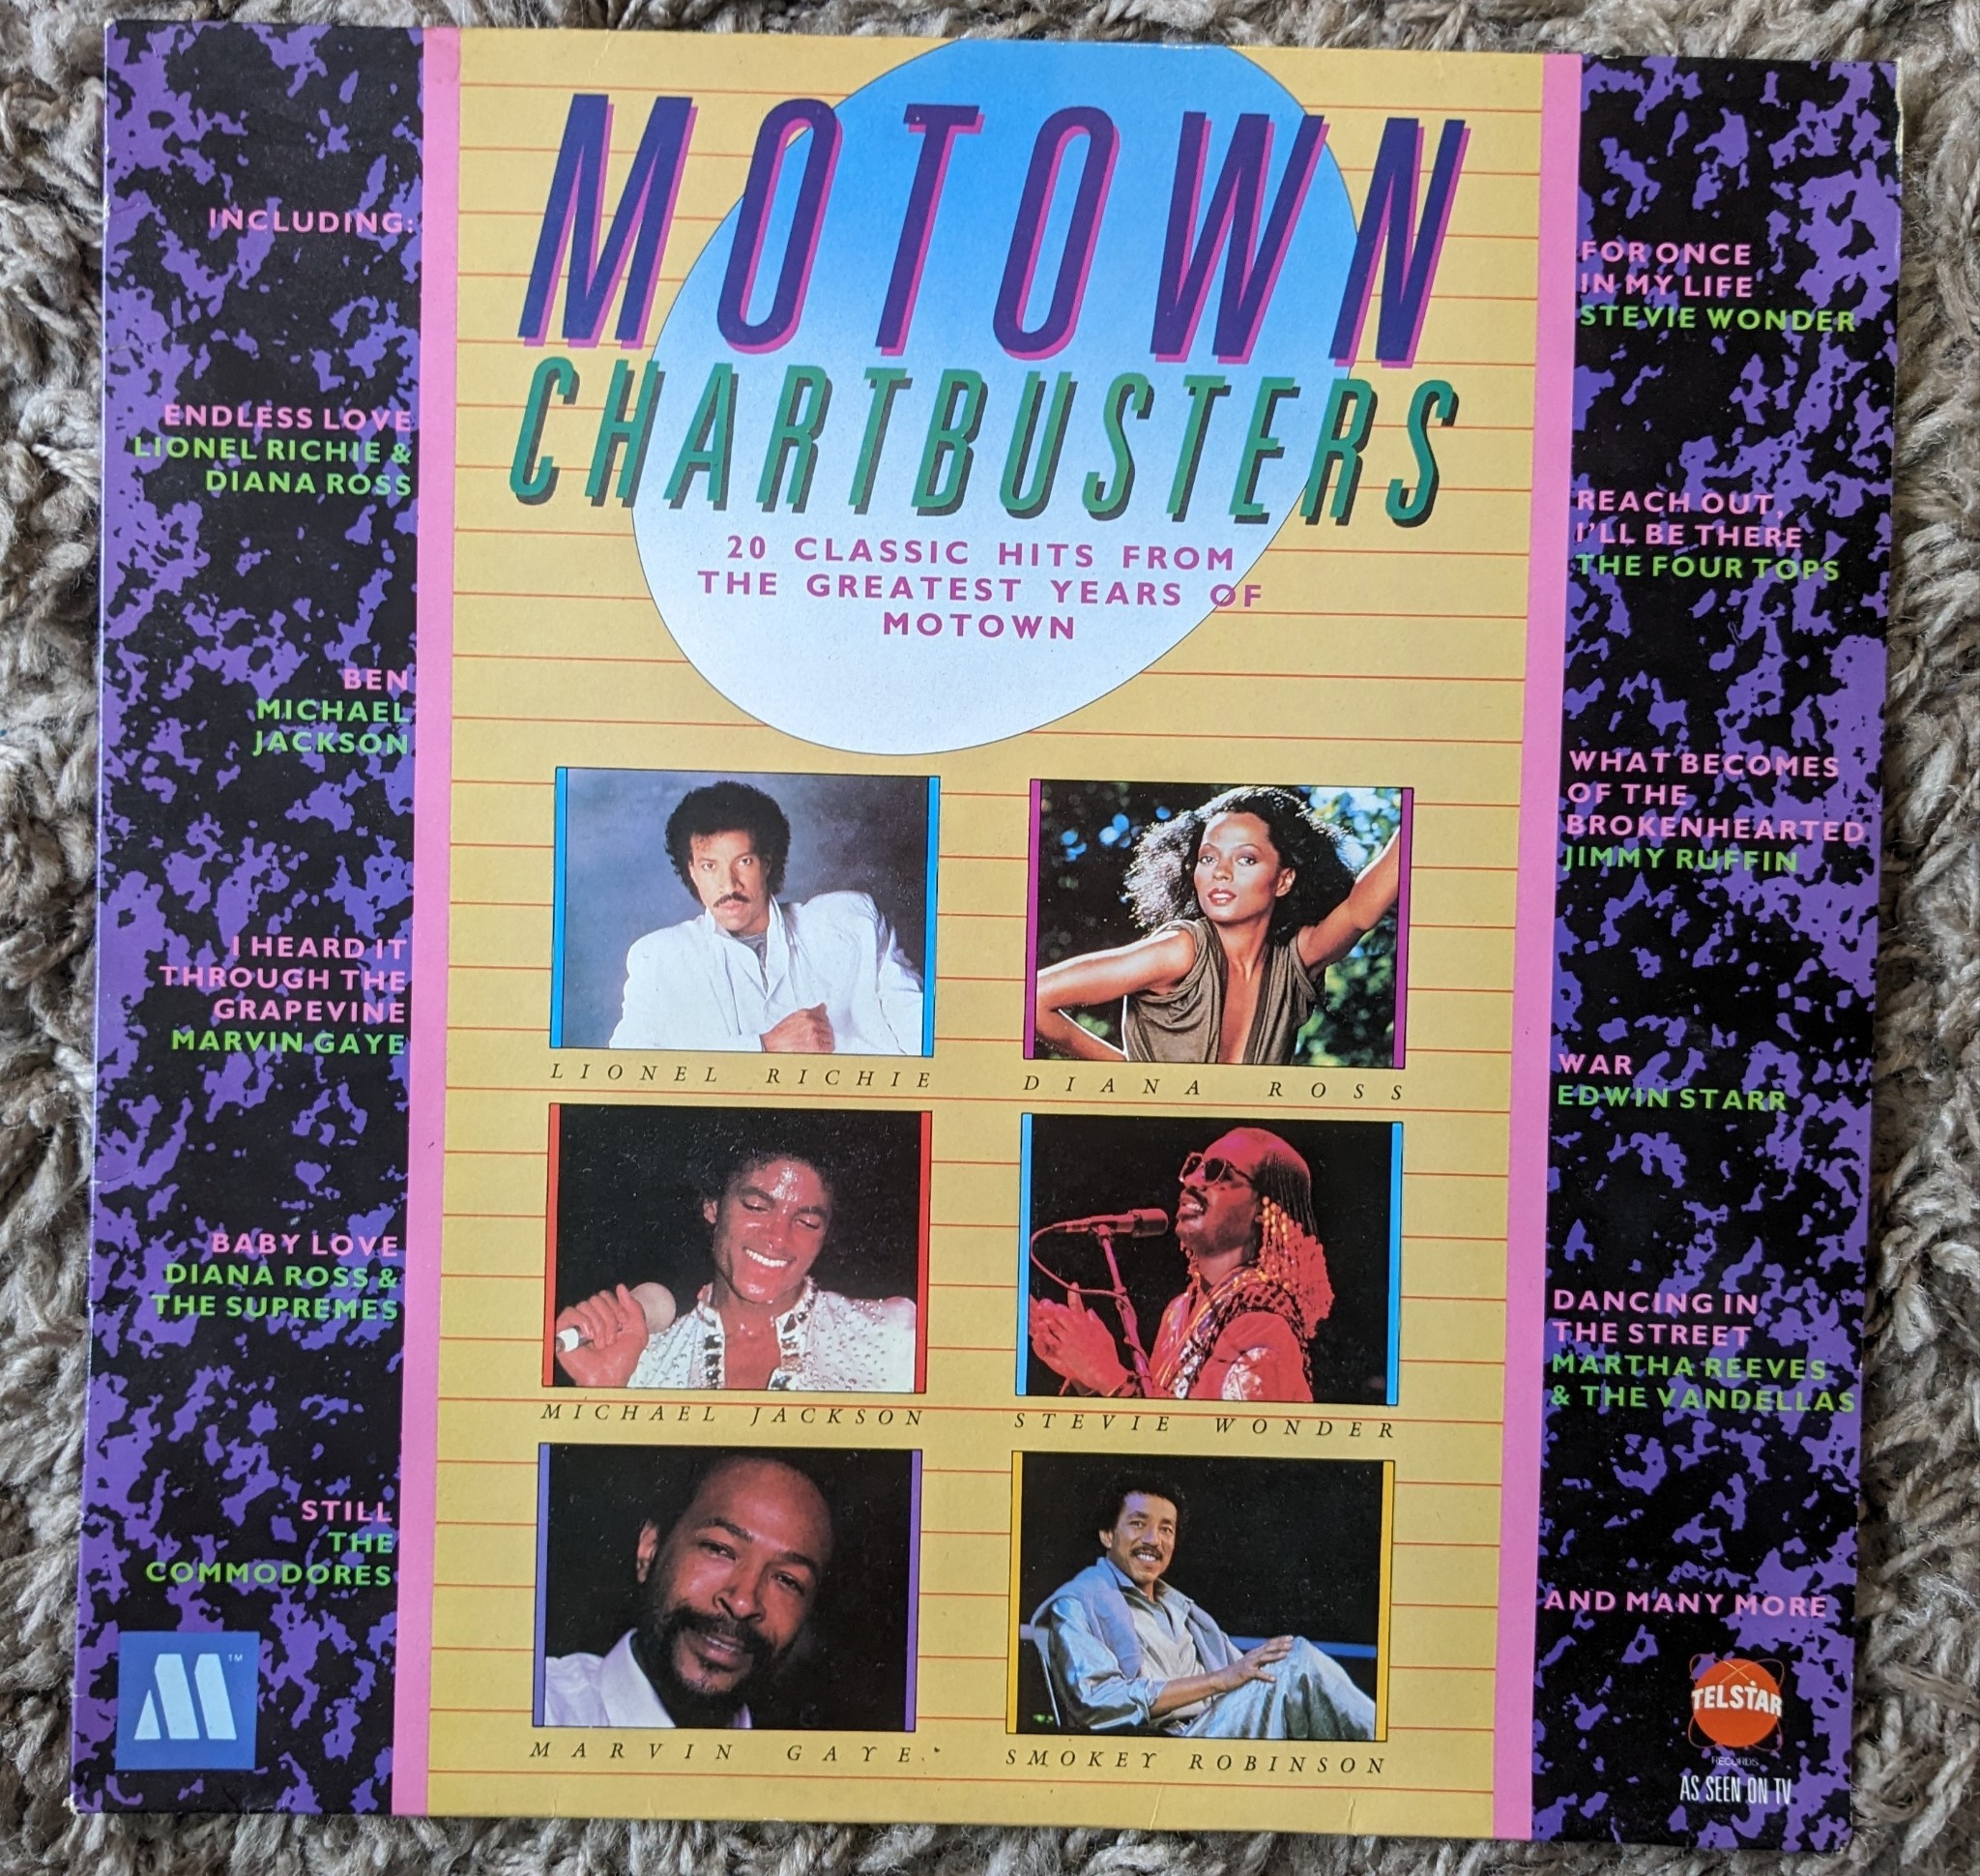 MOTOWN
CHARTBUSTERS
20 CLASSIC HITS FROM
THE GREATEST YEARS OF
MOTOWN
INCLUDING:
ENDLESS LOVE
LIONEL RICHIE &
DIANA ROSS
BEN
MICHAEL
JACKSON
I HEARD IT
THROUGH THE
GRAPEVINE
MARVIN GAYE
BABY LOVE
DIANA ROSS &
THE SUPREMES
STILL
THE
COMMODORES
M™
LIONEL RICHIE
DIANA ROSS
MICHAEL JACKSON
STEVIE WONDER
MARVIN GAYE
SMOKEY ROBINSON
FOR ONCE
IN MY LIFE
STEVIE WONDER
REACH OUT,
I'LL BE THERE
THE FOUR TOPS
WHAT BECOMES
OF THE
BROKENHEARTED
JIMMY RUFFIN
WAR
EDWIN STARR
DANCING IN
THE STREET
MARTHA REEVES
& THE VANDELLAS
AND MANY MORE
TELSTAR
RECORDS
AS SEEN ON TV